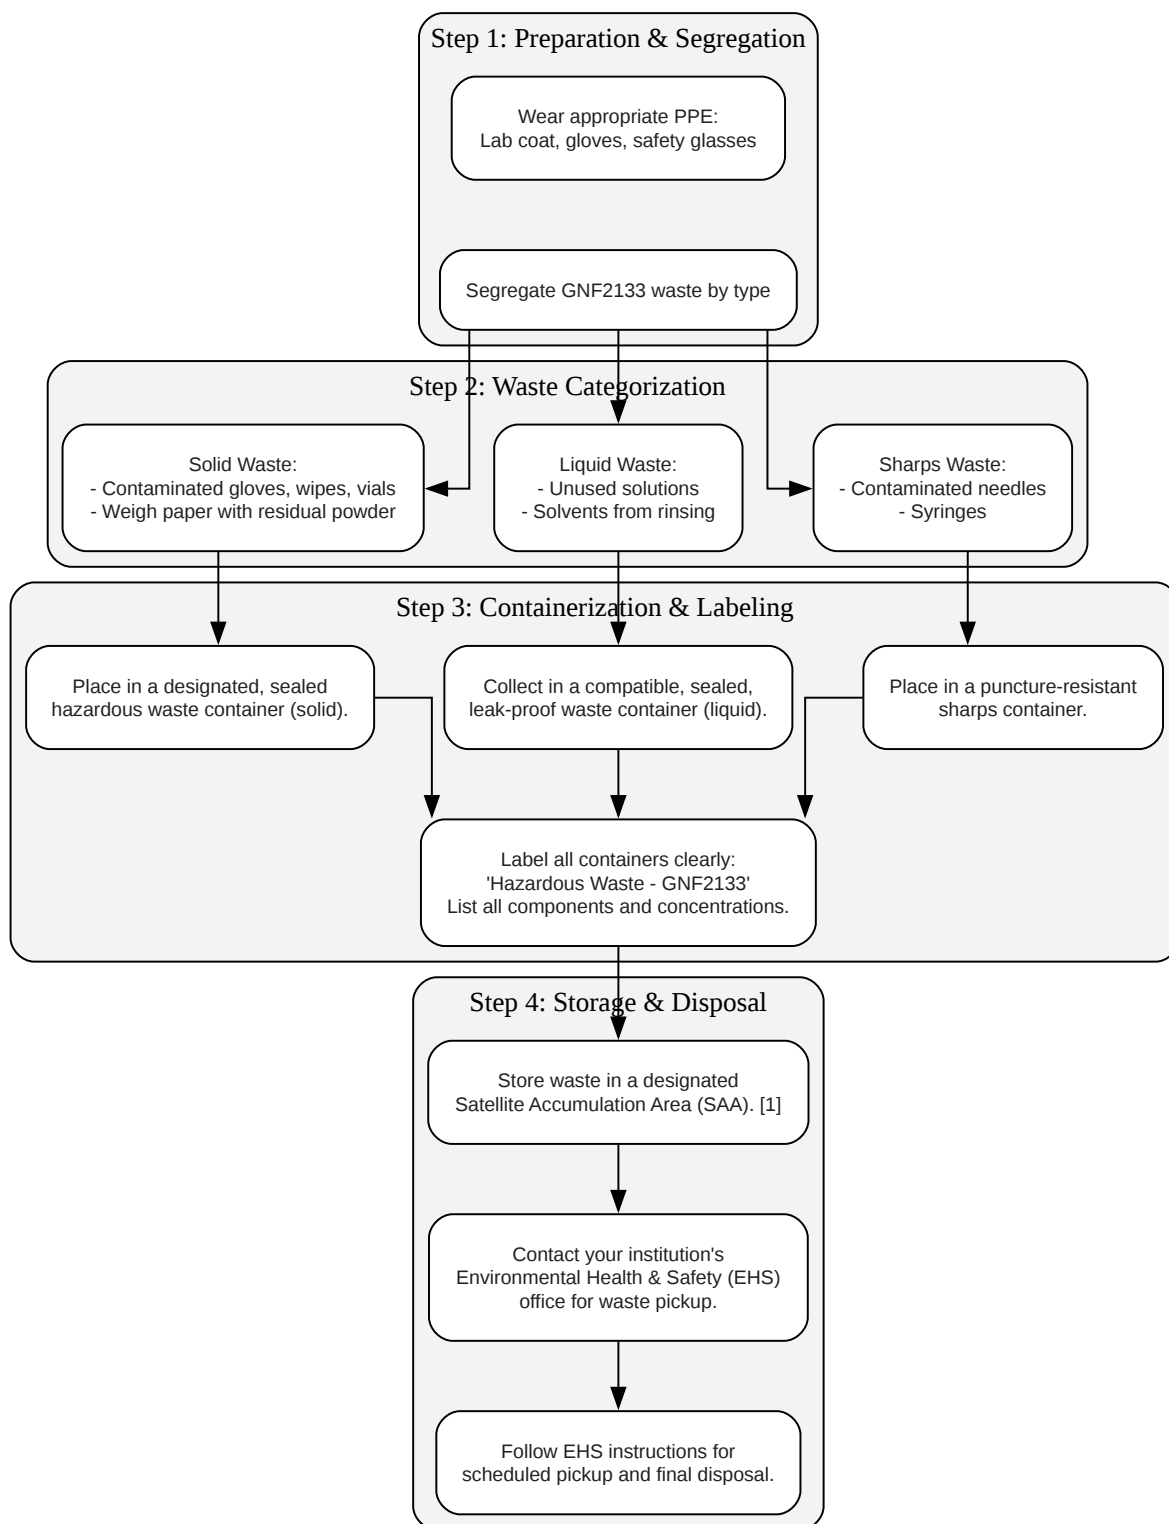 Step 1: Preparation & Segregation
Wear appropriate PPE:
Lab coat, gloves, safety glasses
Segregate GNF2133 waste by type
Step 2: Waste Categorization
Solid Waste:
- Contaminated gloves, wipes, vials
- Weigh paper with residual powder
Liquid Waste:
- Unused solutions
- Solvents from rinsing
Sharps Waste:
- Contaminated needles
- Syringes
Step 3: Containerization & Labeling
Place in a designated, sealed
hazardous waste container (solid).
Collect in a compatible, sealed,
leak-proof waste container (liquid).
Place in a puncture-resistant
sharps container.
Label all containers clearly:
'Hazardous Waste - GNF2133'
List all components and concentrations.
Step 4: Storage & Disposal
Store waste in a designated
Satellite Accumulation Area (SAA). [1]
Contact your institution's
Environmental Health & Safety (EHS)
office for waste pickup.
Follow EHS instructions for
scheduled pickup and final disposal.